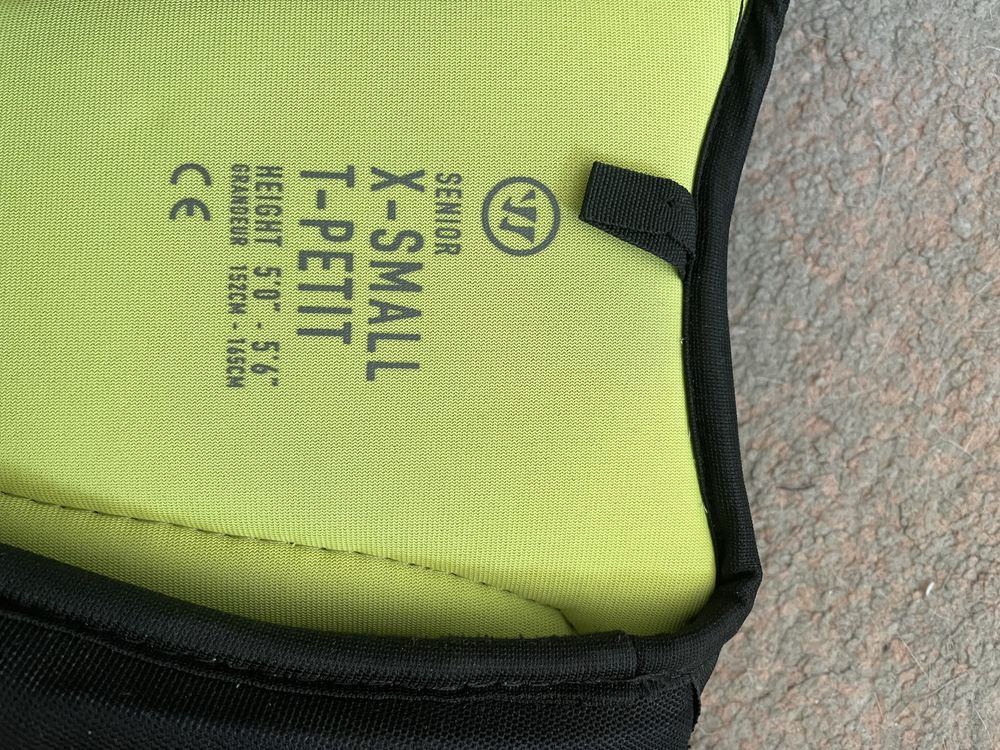 SENIOR
X-SMALL
T-PETIT
HEIGHT 5'0" - 5'6"
GRANDEUR 152CM - 165CM
CE